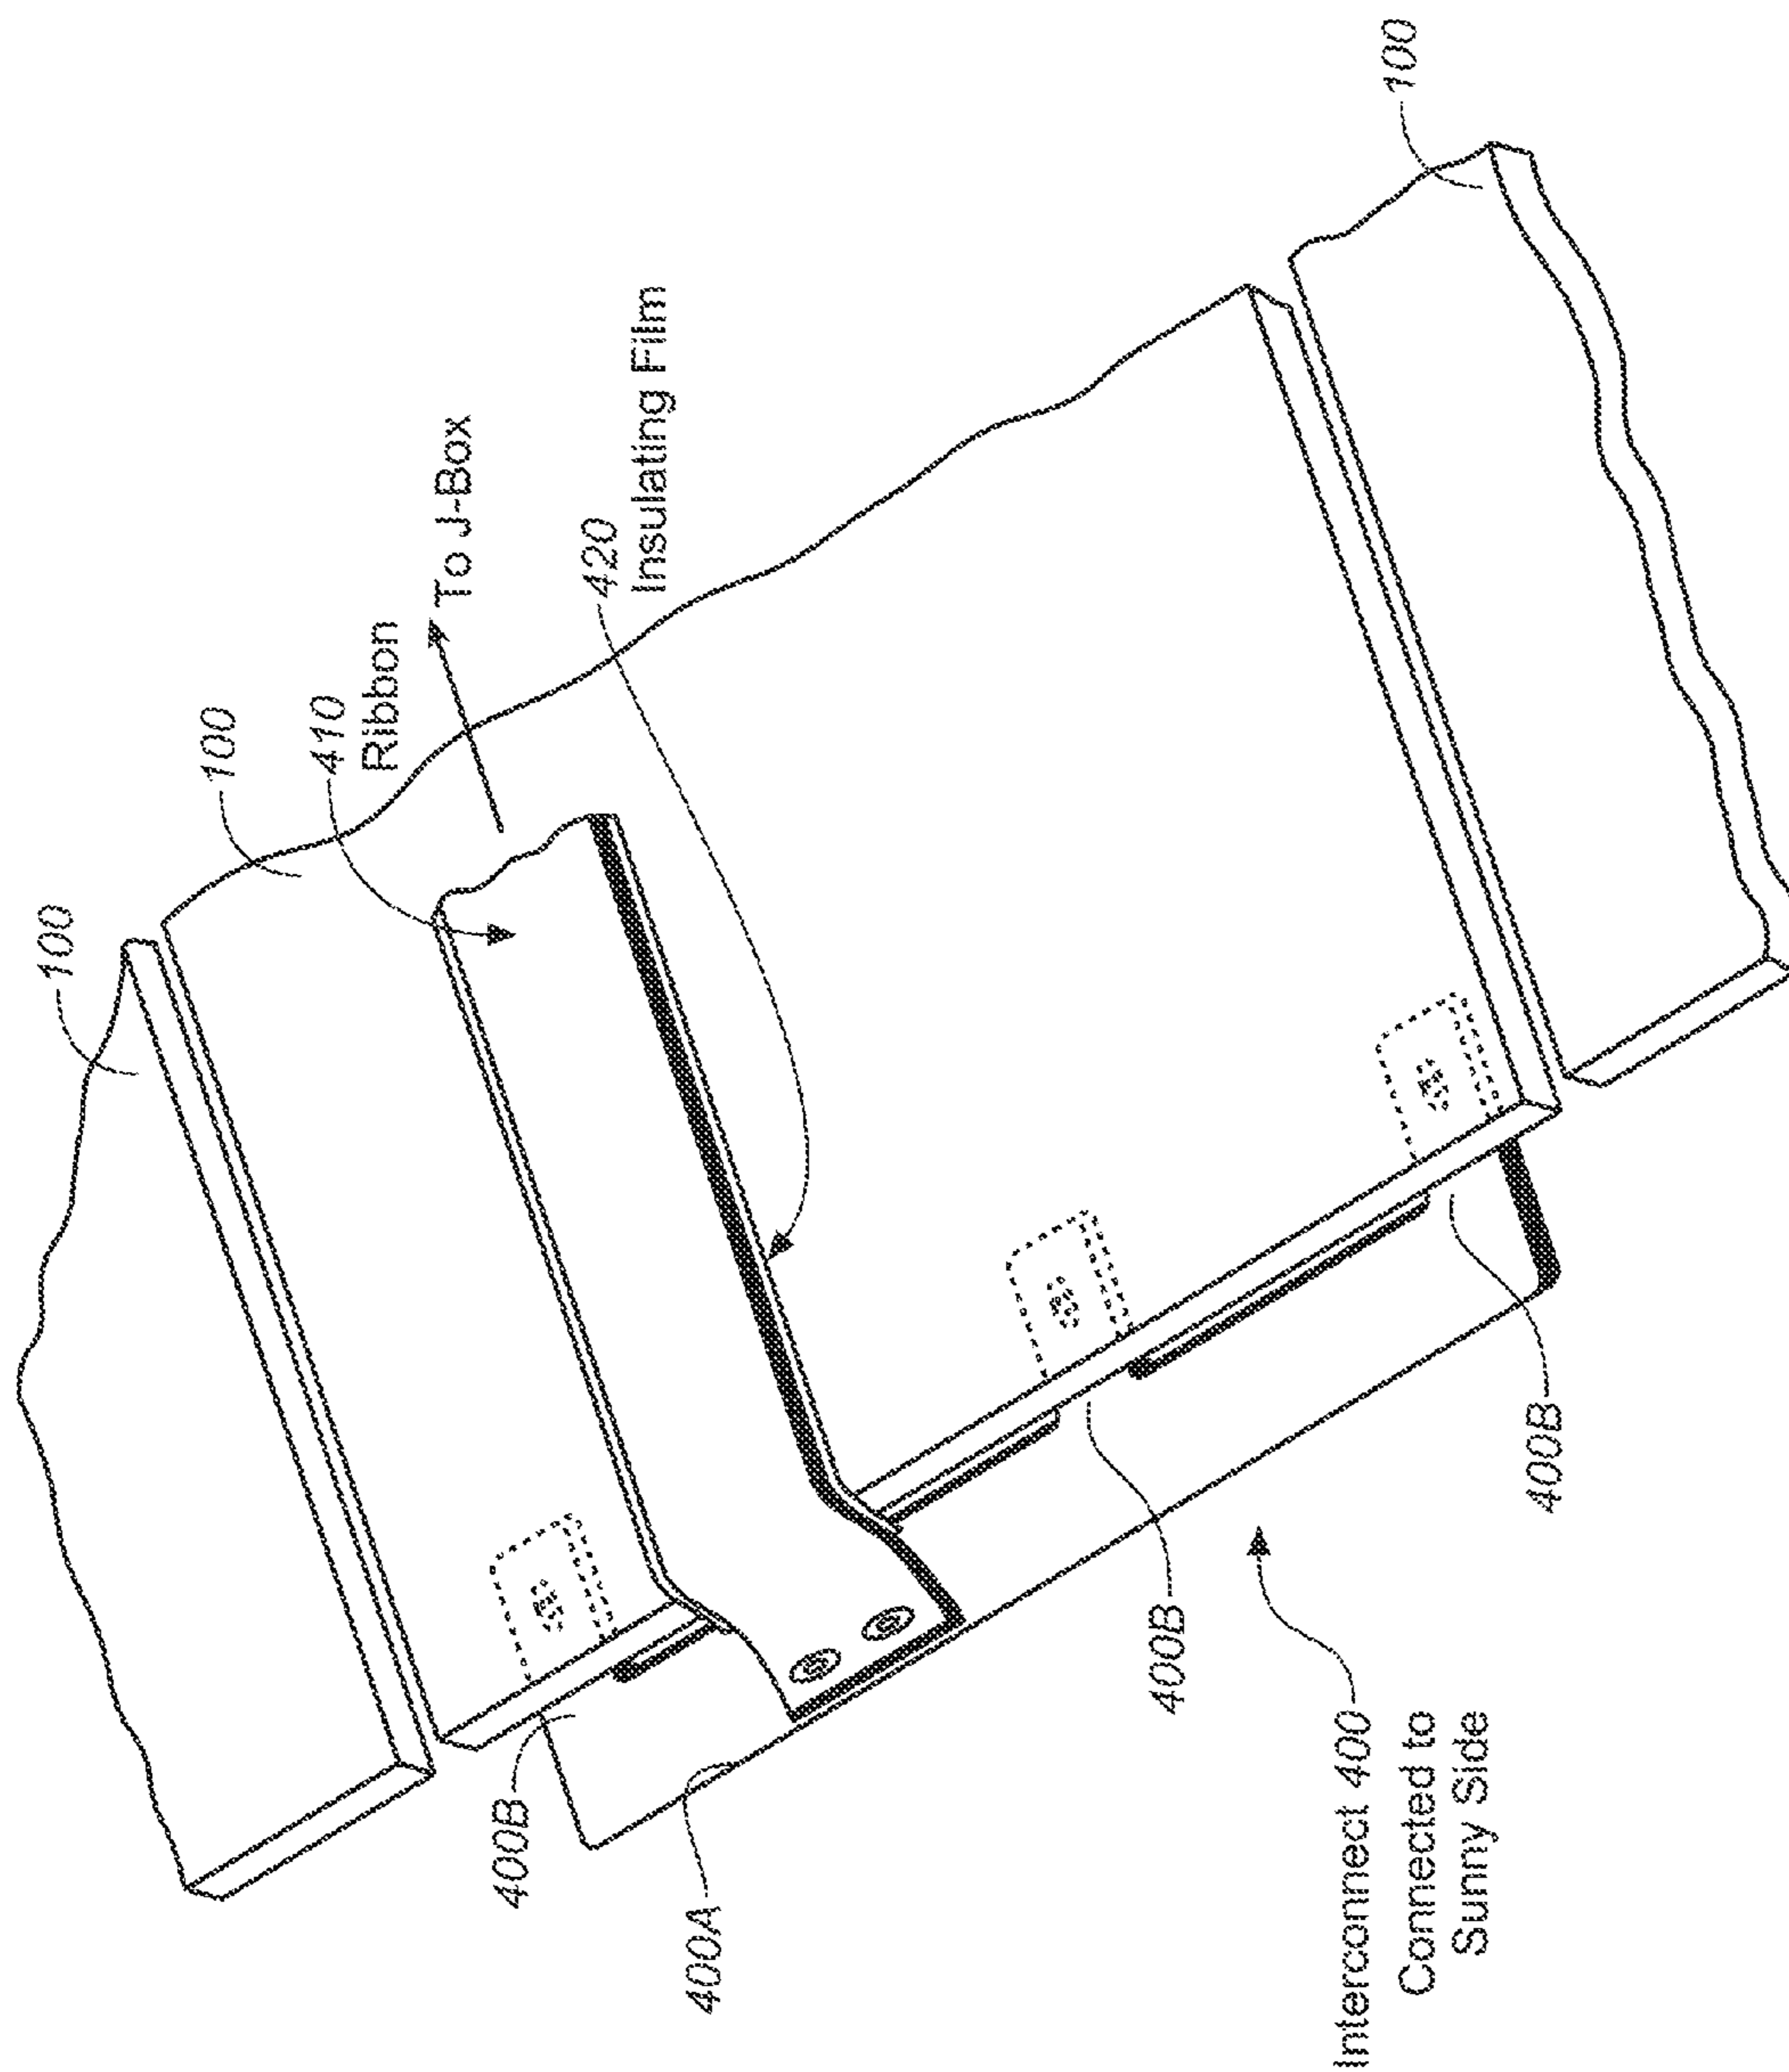 100
100
410
Ribbon
To J-Box
420
Insulating Film
100
400B
400A
400B
400B
Interconnect 400
Connected to
Sunny Side